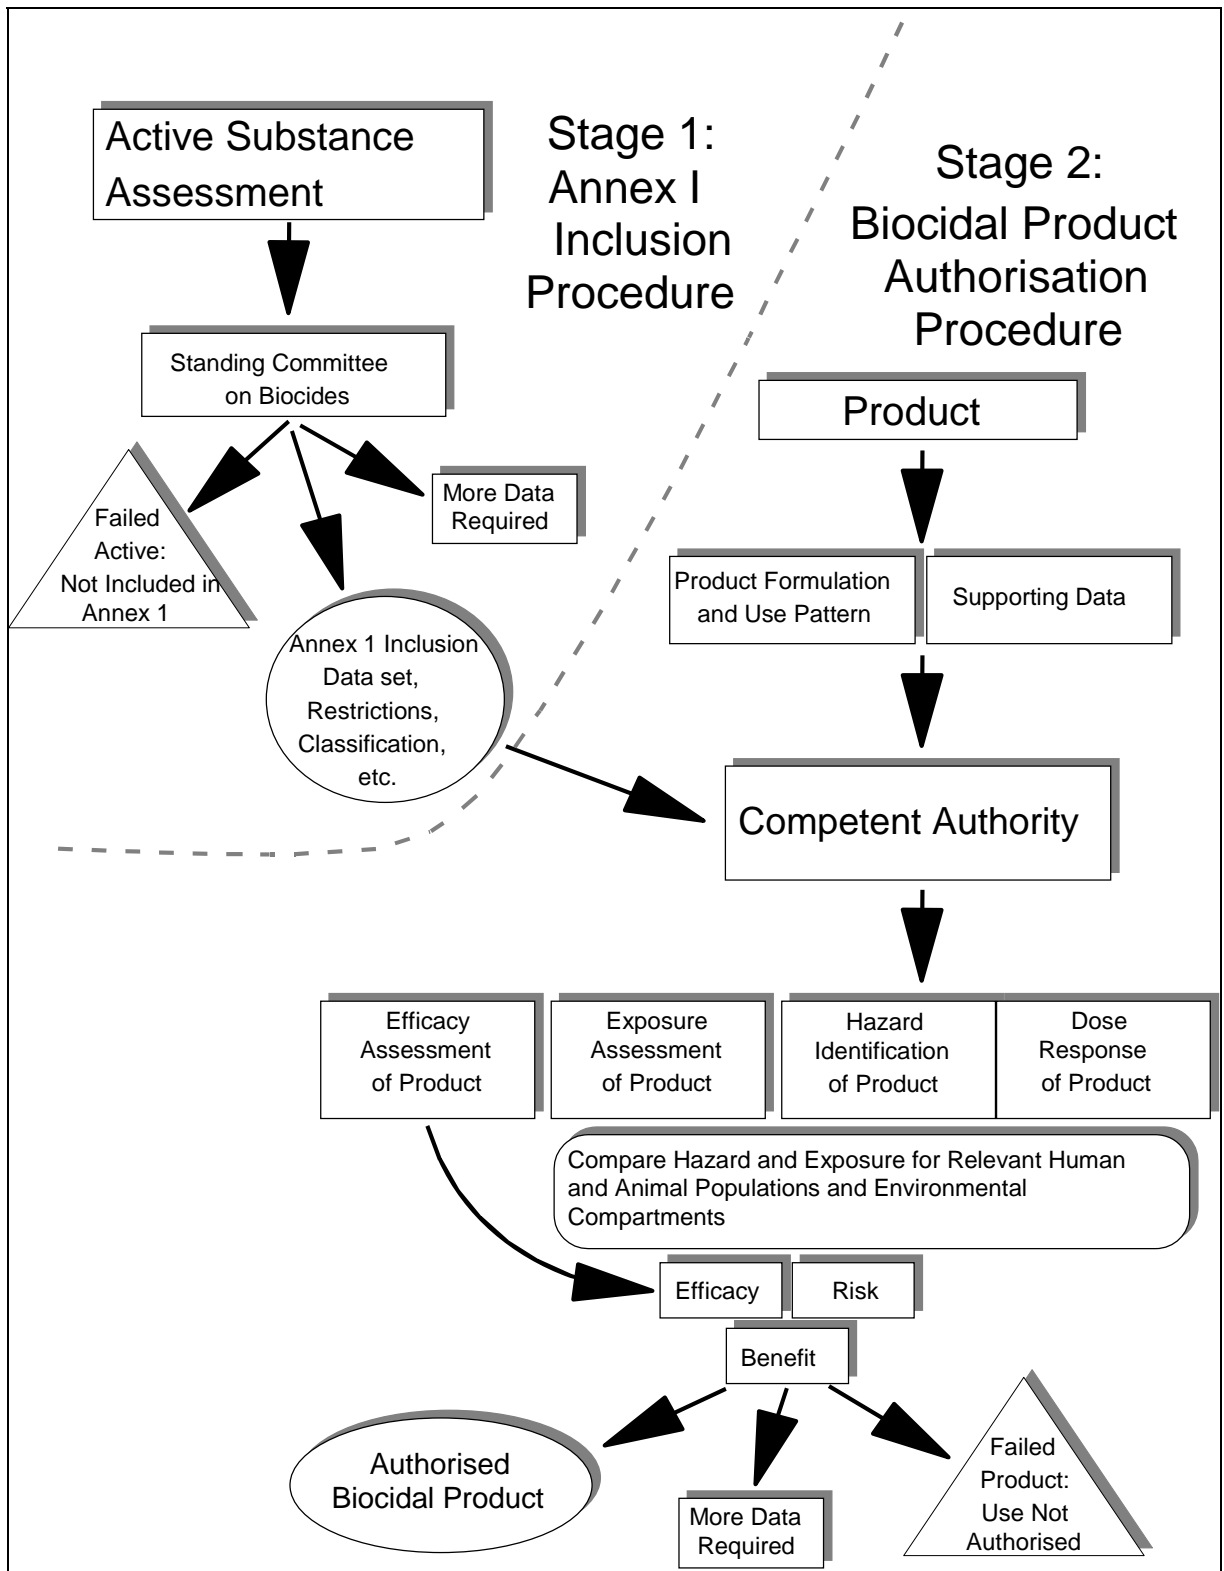 Active Substance
Assessment
Stage 1:
Annex I
Inclusion
Procedure
Stage 2:
Biocidal Product
Authorisation
Procedure
Standing Committee
on Biocides
Product
Failed
Active:
Not Included in
Annex 1
More Data
Required
Annex 1 Inclusion
Data set,
Restrictions,
Classification,
etc.
Product Formulation
and Use Pattern
Supporting Data
Competent Authority
Efficacy
Assessment
of Product
Exposure
Assessment
of Product
Hazard
Identification
of Product
Dose
Response
of Product
Compare Hazard and Exposure for Relevant Human
and Animal Populations and Environmental
Compartments
Efficacy
Risk
Benefit
Authorised
Biocidal Product
More Data
Required
Failed
Product:
Use Not
Authorised